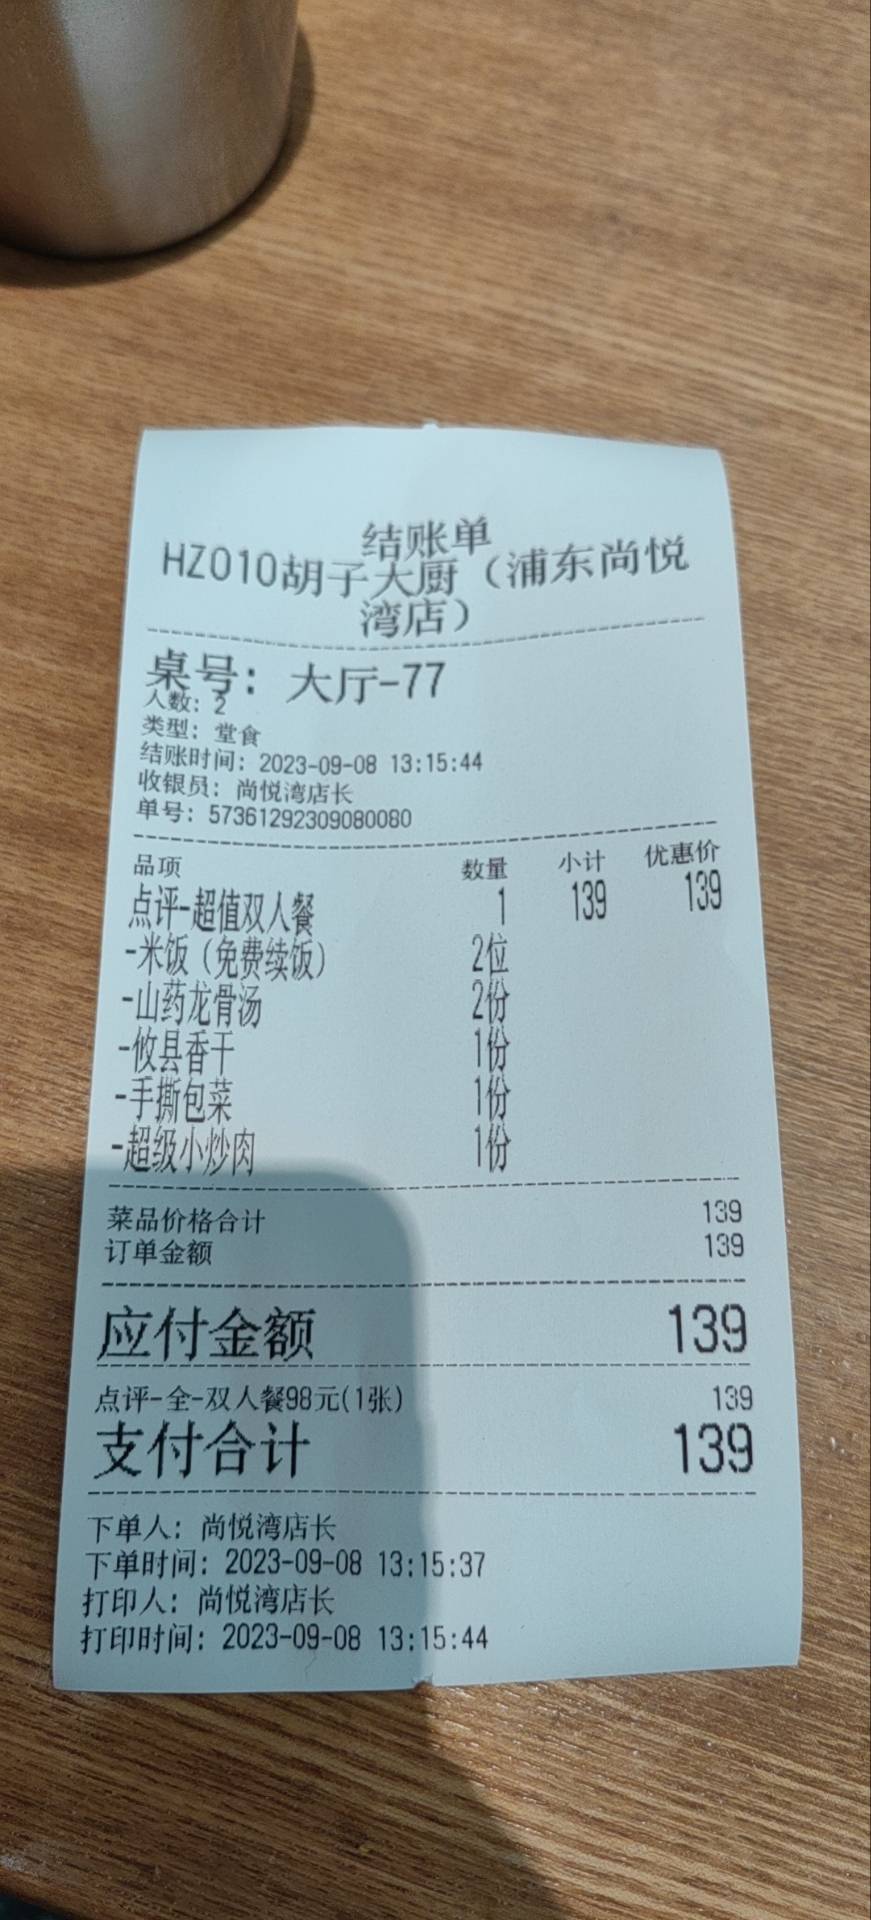 结账单
HZ010胡子大厨（浦东尚悦
湾店）
桌号：大厅-77
人数：2
类型：堂食
结账时间：2023-09-08 13:15:44
收银员：尚悦湾店长
单号：57361292309080080
品项 数量 小计 优惠价
点评-超值双人餐 1 139 139
-米饭（免费续饭） 2位
-山药龙骨汤 2份
-攸县香干 1份
-手撕包菜 1份
-超级小炒肉 1份
菜品价格合计 139
订单金额 139
应付金额 139
点评-全-双人餐98元(1张) 139
支付合计 139
下单人：尚悦湾店长
下单时间：2023-09-08 13:15:37
打印人：尚悦湾店长
打印时间：2023-09-08 13:15:44